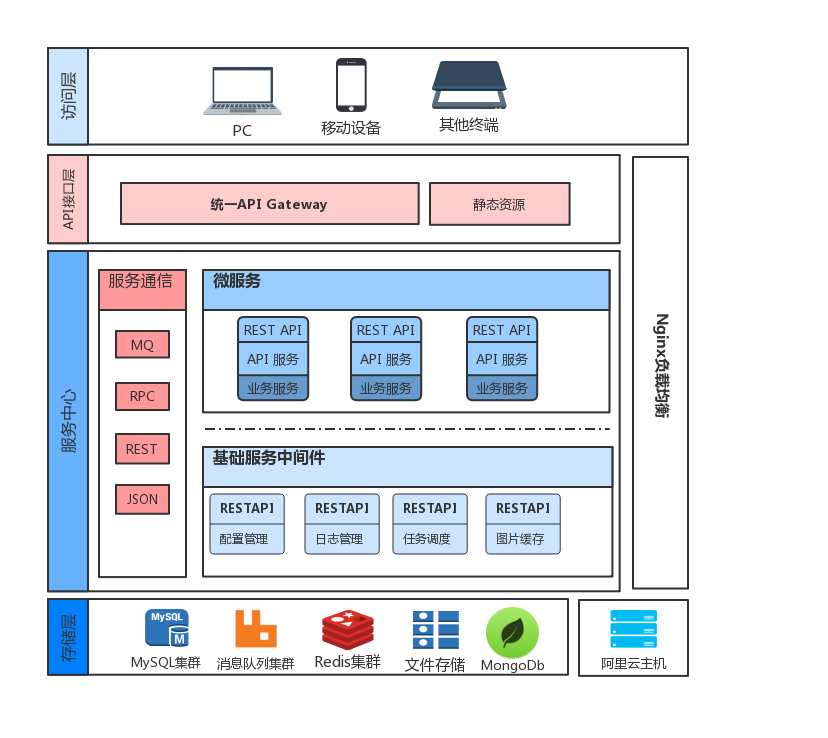 访问层
PC
移动设备
其他终端
API接口层
统一API Gateway
静态资源
Nginx负载均衡
服务中心
服务通信
MQ
RPC
REST
JSON
微服务
REST API
API 服务
业务服务
REST API
API 服务
业务服务
REST API
API 服务
业务服务
基础服务中间件
RESTAPI
配置管理
RESTAPI
日志管理
RESTAPI
任务调度
RESTAPI
图片缓存
存储层
MySQL
M
MySQL集群
消息队列集群
Redis集群
文件存储
MongoDb
阿里云主机